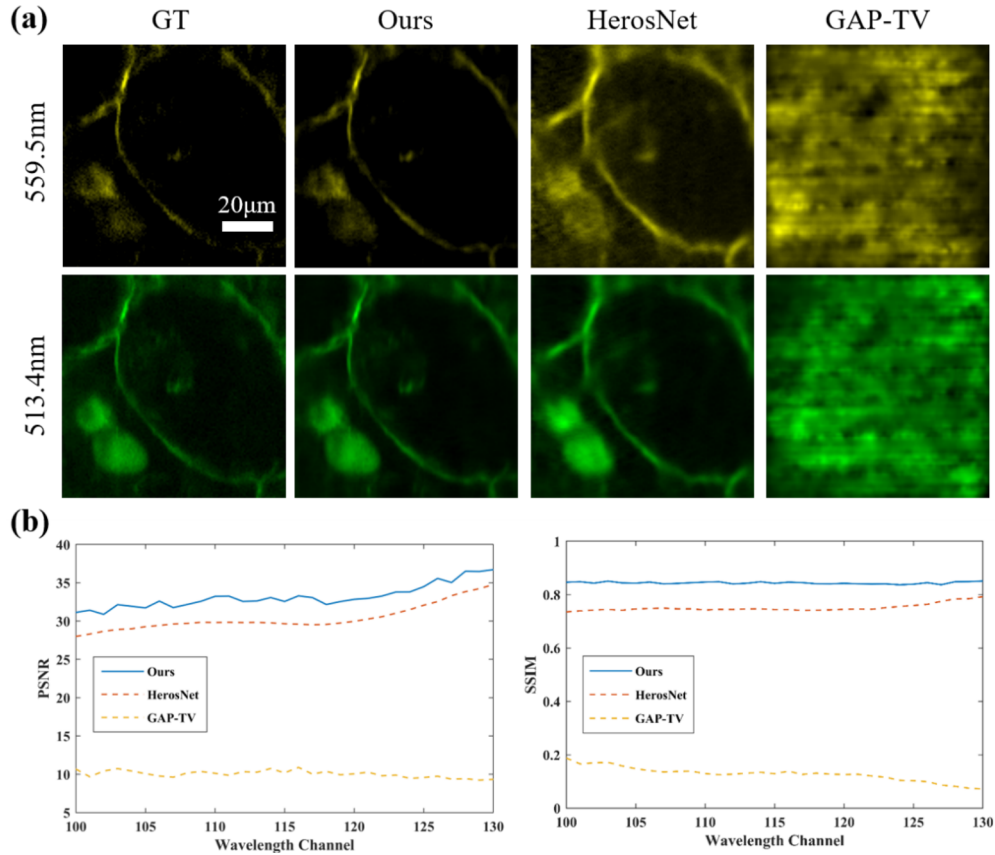 (a)
GT Ours HerosNet GAP-TV
559.5nm
20μm
513.4nm
(b)
40
35
30
25
20
15
10
5
PSNR
Ours
HerosNet
GAP-TV
100 105 110 115 120 125 130
Wavelength Channel
1
0.8
0.6
0.4
0.2
0
SSIM
Ours
HerosNet
GAP-TV
100 105 110 115 120 125 130
Wavelength Channel